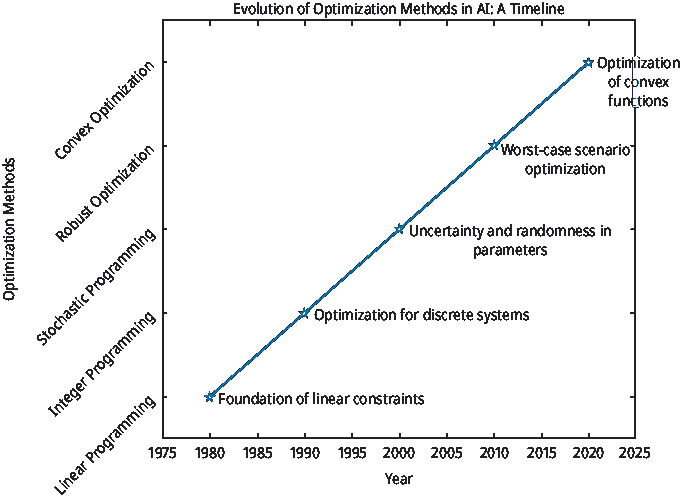 Evolution of Optimization Methods in AI: A Timeline
Optimization Methods
Convex Optimization
Robust Optimization
Stochastic Programming
Integer Programming
Linear Programming
Optimization
of convex
functions
Worst-case scenario
optimization
Uncertainty and randomness in
parameters
Optimization for discrete systems
Foundation of linear constraints
1975 1980 1985 1990 1995 2000 2005 2010 2015 2020 2025
Year